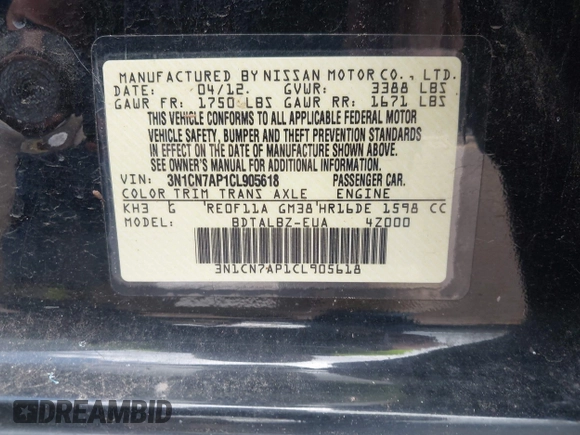 MANUFACTURED BY NISSAN MOTOR CO., LTD.
DATE: 04/12. GVWR: 3388 LBS
GAWR FR: 1750 LBS GAWR RR: 1671 LBS
THIS VEHICLE CONFORMS TO ALL APPLICABLE FEDERAL MOTOR
VEHICLE SAFETY, BUMPER AND THEFT PREVENTION STANDARDS
IN EFFECT ON THE DATE OF MANUFACTURE SHOWN ABOVE.
SEE OWNER'S MANUAL FOR ADDITIONAL INFORMATION.
VIN: 3N1CN7AP1CL905618 PASSENGER CAR.
COLOR TRIM TRANS AXLE ENGINE
KH3 G RE0F11A GM38 HR16DE 1598 CC
MODEL: BDTALBZ-EUA 4Z000
3N1CN7AP1CL905618
DREAMBID